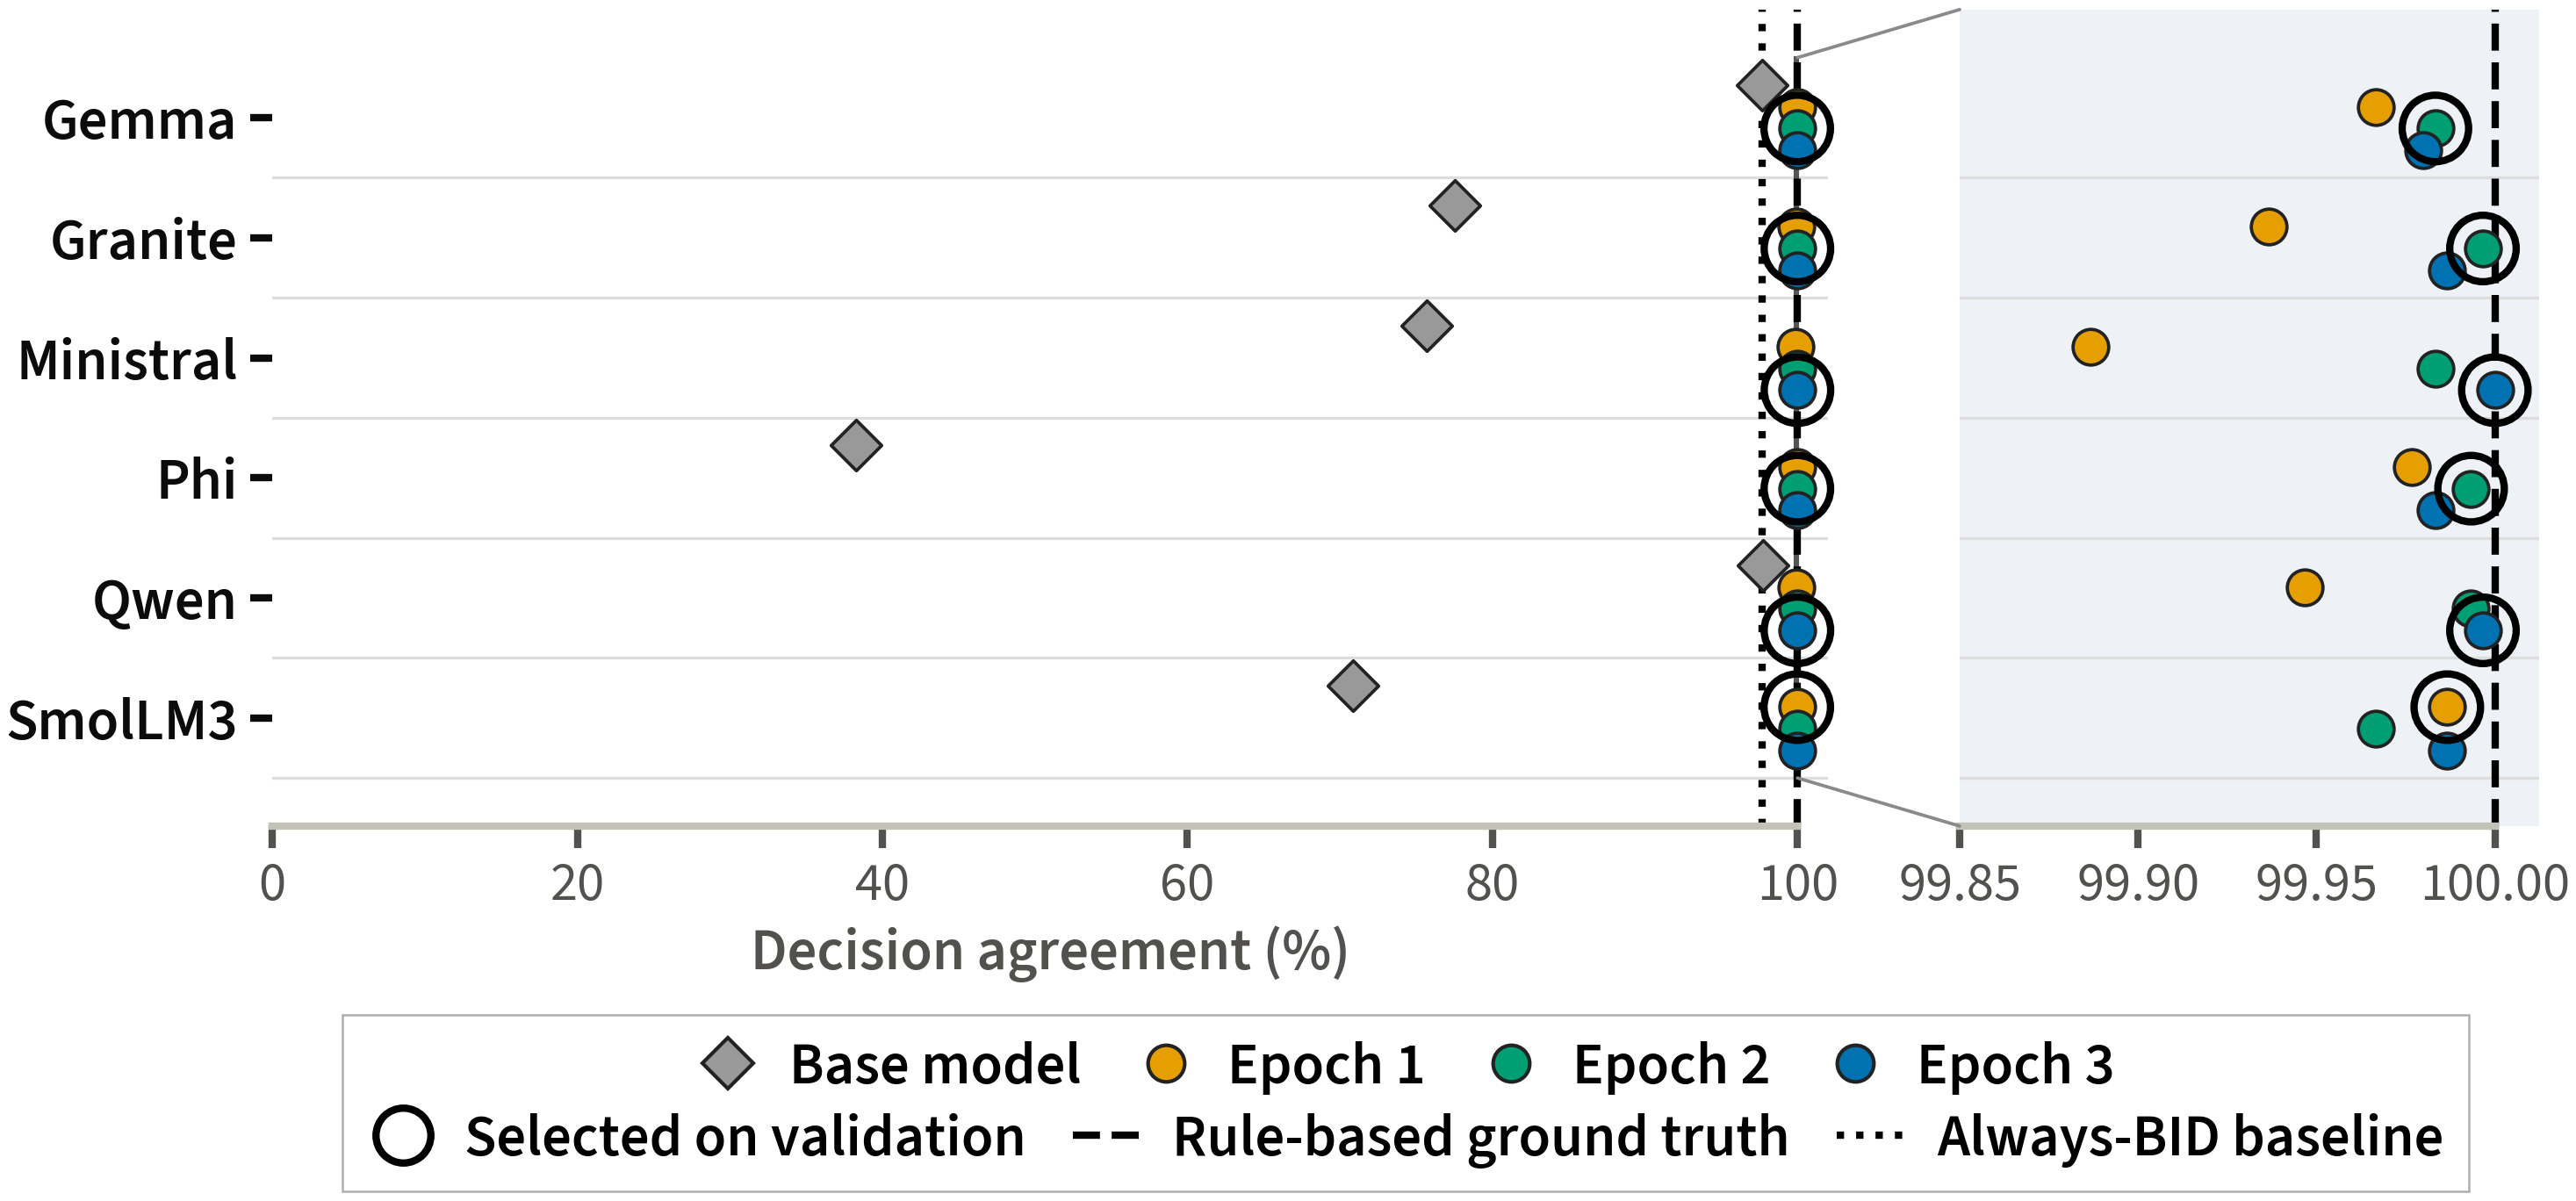 Gemma
Granite
Ministral
Phi
Qwen
SmolLM3
0 20 40 60 80 100 99.85 99.90 99.95 100.00
Decision agreement (%)
Base model Epoch 1 Epoch 2 Epoch 3
Selected on validation Rule-based ground truth Always-BID baseline